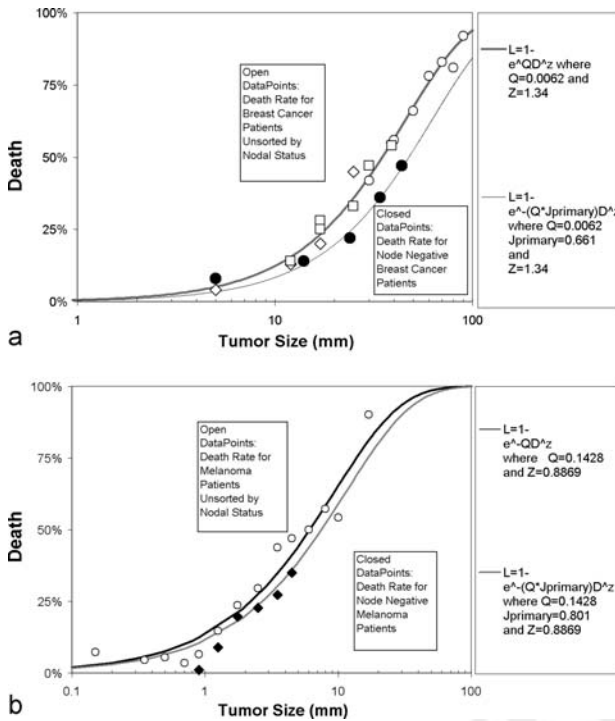 100%
75%
50%
25%
0%
Death
Open
DataPoints:
Death Rate for
Breast Cancer
Patients
Unsorted by
Nodal Status
Closed
DataPoints:
Death Rate for
Node Negative
Breast Cancer
Patients
1
10
100
Tumor Size (mm)
a
L=1-
e^QD^z where
Q=0.0062 and
Z=1.34
L=1-
e^-(Q*Jprimary)D^z
where Q=0.0062
Jprimary=0.661
and
Z=1.34
100%
75%
50%
25%
0%
Death
Open
DataPoints:
Death Rate for
Melanoma
Patients
Unsorted by
Nodal Status
Closed
DataPoints:
Death Rate for
Node Negative
Melanoma
Patients
0.1
1
10
100
Tumor Size (mm)
b
L=1-
e^-QD^z
where Q=0.1428
and Z=0.8869
L=1-
e^-(Q*Jprimary)D^z
where Q=0.1428
Jprimary=0.801
and Z=0.8869